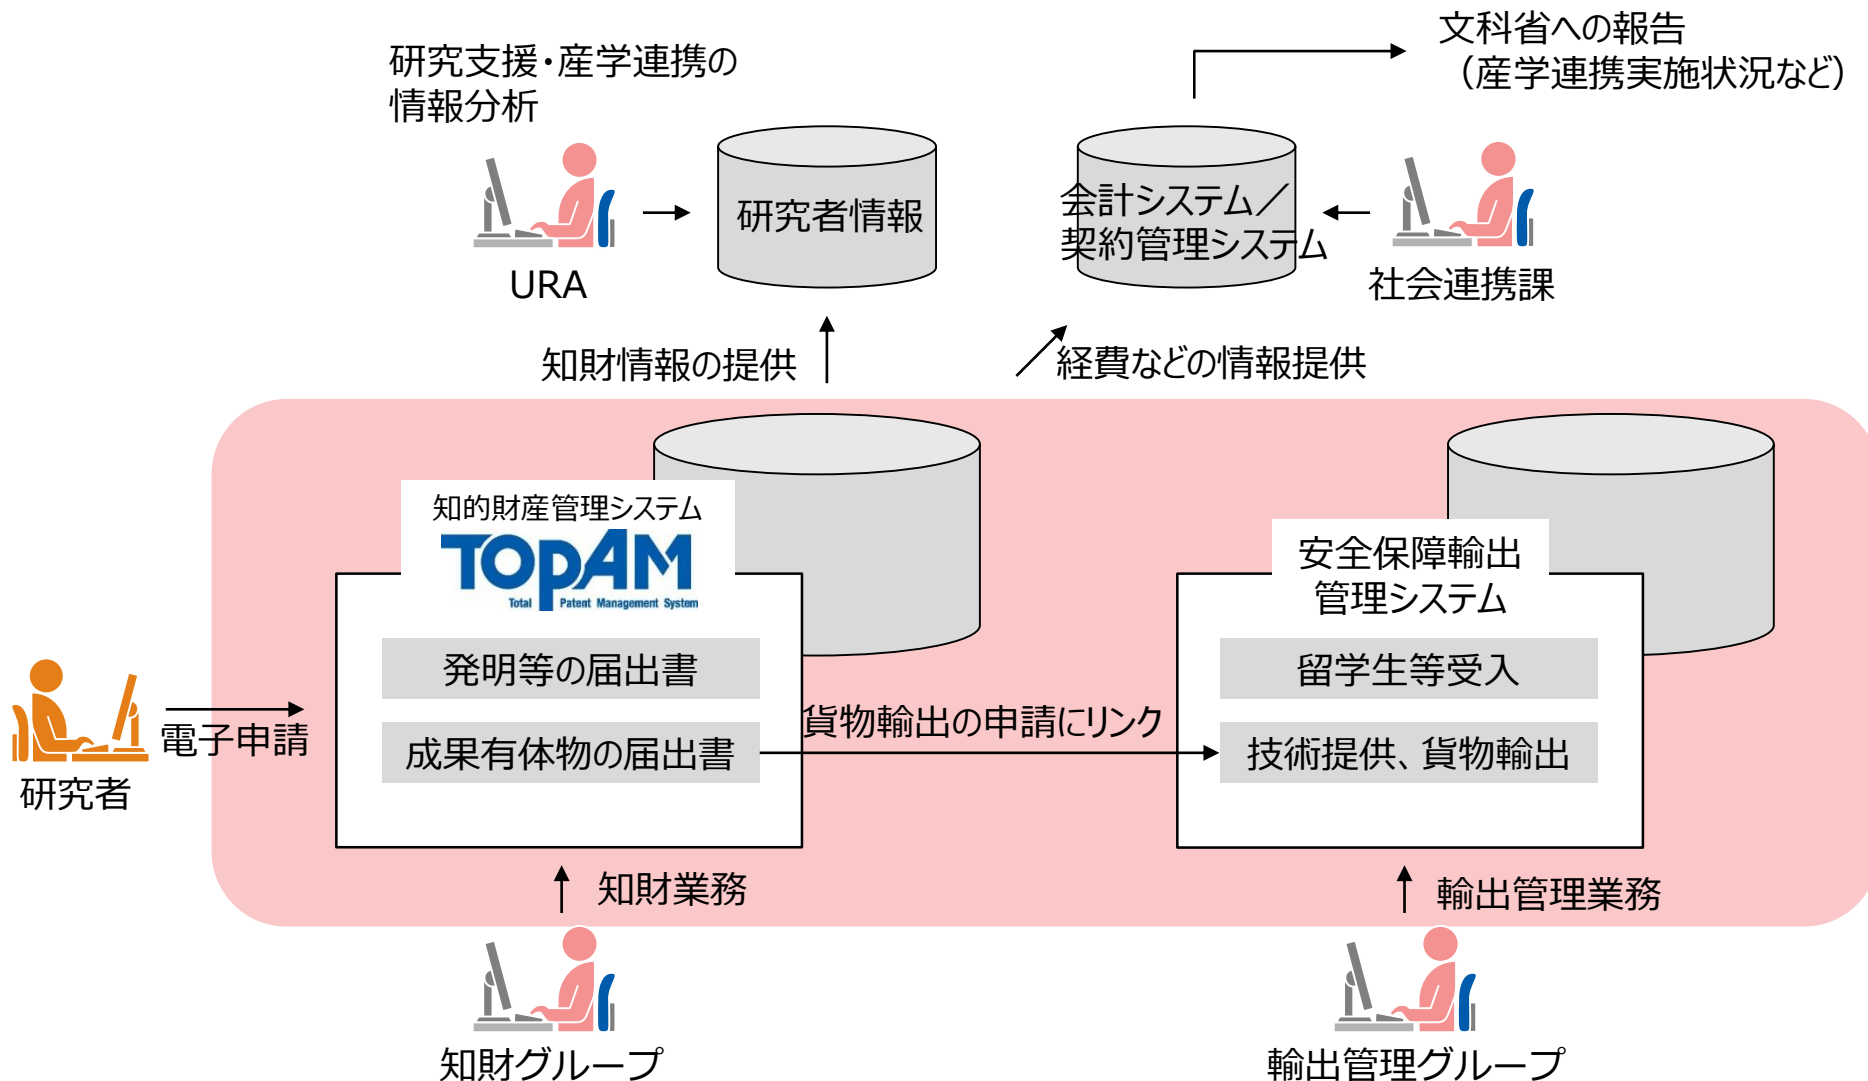 文科省への報告
（産学連携実施状況など）
研究支援・産学連携の
情報分析
研究者情報
会計システム／
契約管理システム
URA
社会連携課
知財情報の提供
経費などの情報提供
知的財産管理システム
TOPAM
Total Patent Management System
安全保障輸出
管理システム
発明等の届出書
留学生等受入
貨物輸出の申請にリンク
電子申請
成果有体物の届出書
技術提供、貨物輸出
研究者
知財業務
輸出管理業務
知財グループ
輸出管理グループ